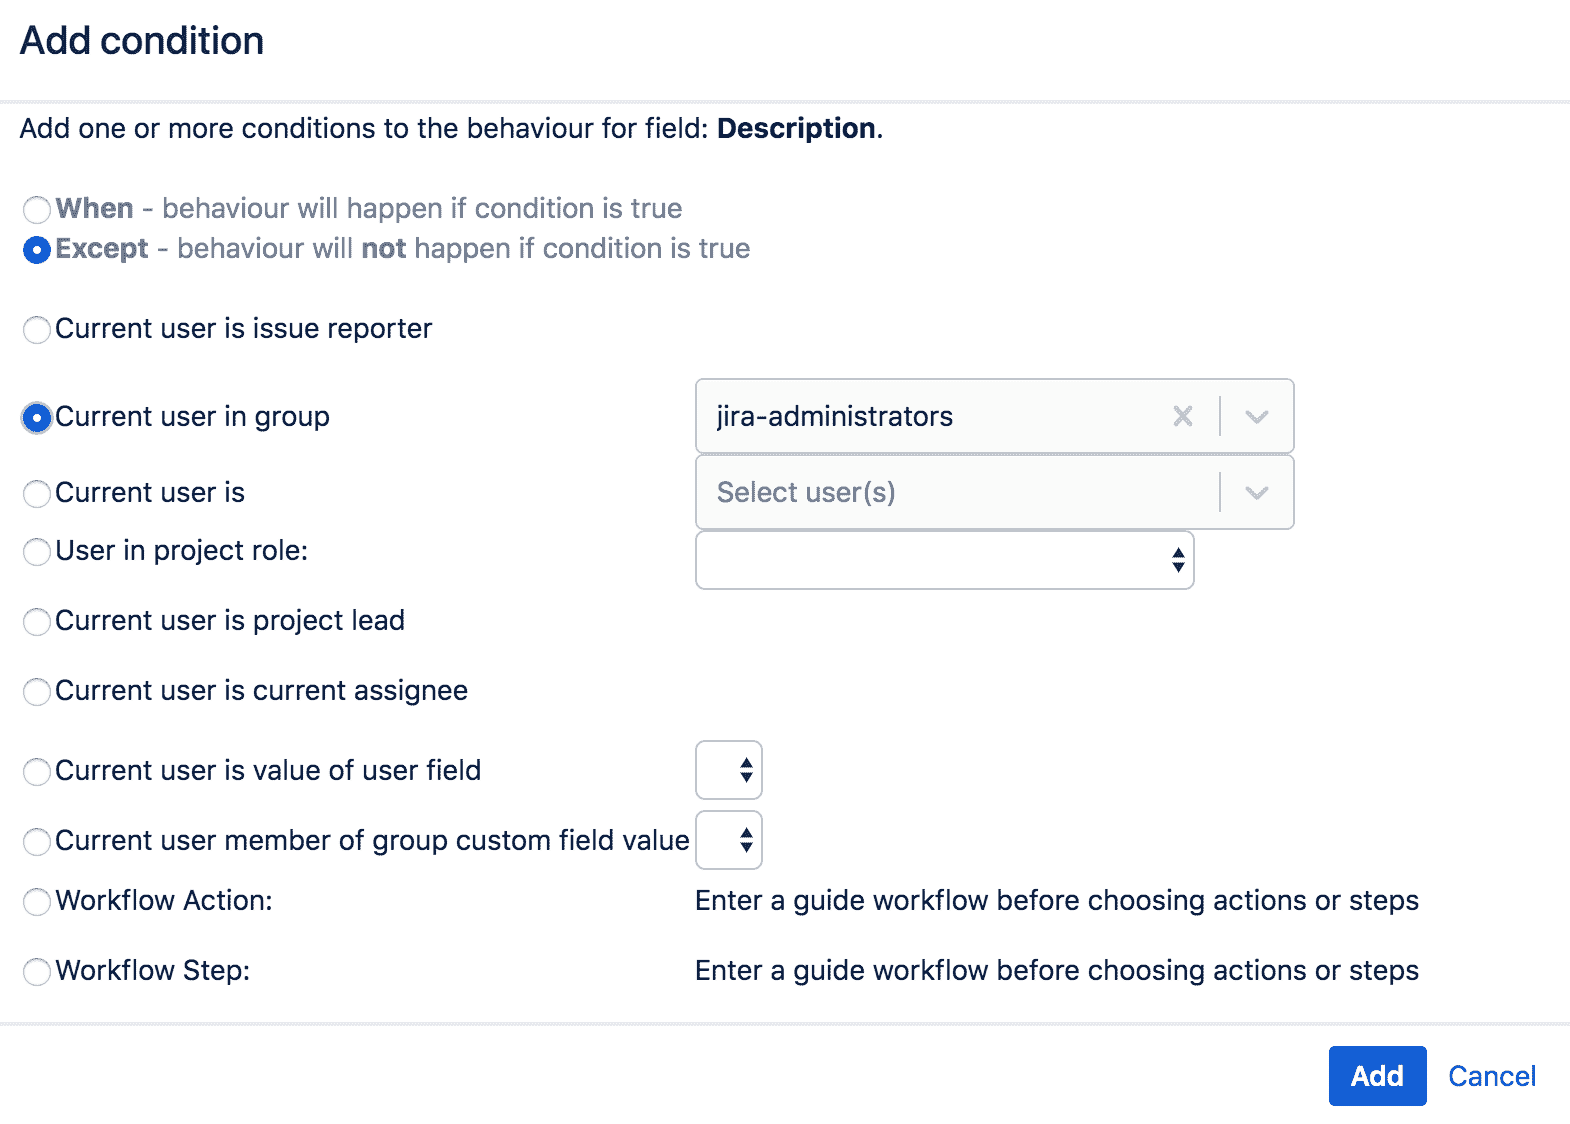 Add condition
Add one or more conditions to the behaviour for field: Description.
When - behaviour will happen if condition is true
Except - behaviour will not happen if condition is true
Current user is issue reporter
Current user in group
jira-administrators
Current user is
Select user(s)
User in project role:
Current user is project lead
Current user is current assignee
Current user is value of user field
Current user member of group custom field value
Workflow Action:
Enter a guide workflow before choosing actions or steps
Workflow Step:
Enter a guide workflow before choosing actions or steps
Add
Cancel